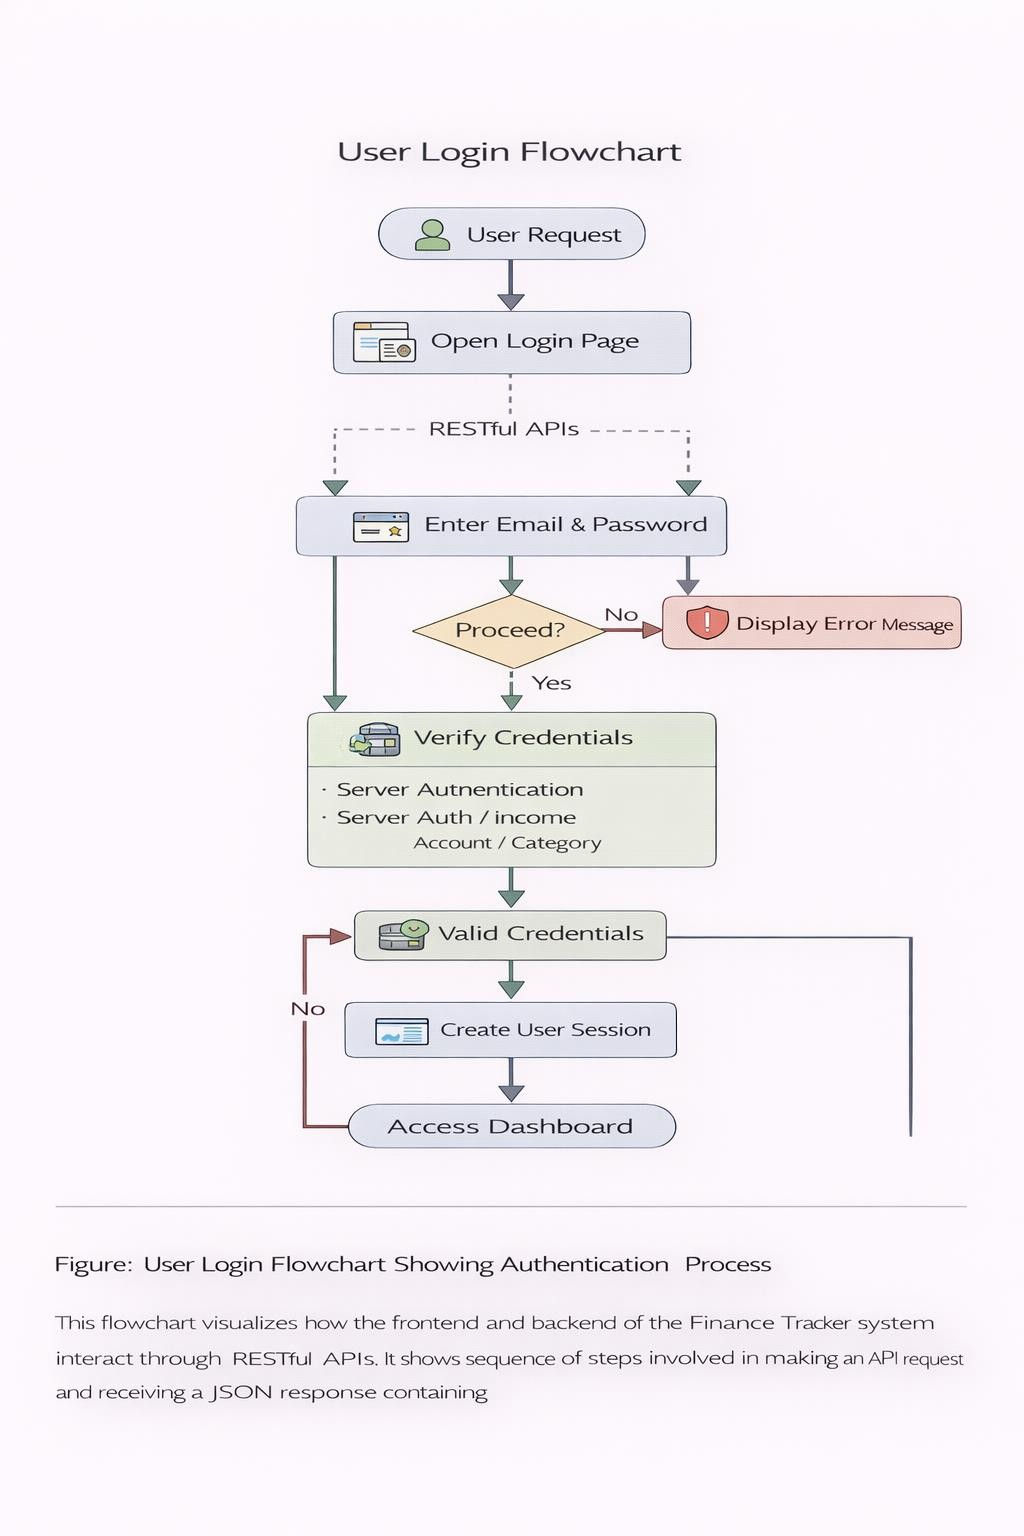 User Login Flowchart
User Request
Open Login Page
RESTful APIs
Enter Email & Password
Proceed?
No
Display Error Message
Yes
Verify Credentials
· Server Autnentication
· Server Auth / income
Account / Category
Valid Credentials
No
Create User Session
Access Dashboard
Figure: User Login Flowchart Showing Authentication Process
This flowchart visualizes how the frontend and backend of the Finance Tracker system
interact through RESTful APIs. It shows sequence of steps involved in making an API request
and receiving a JSON response containing